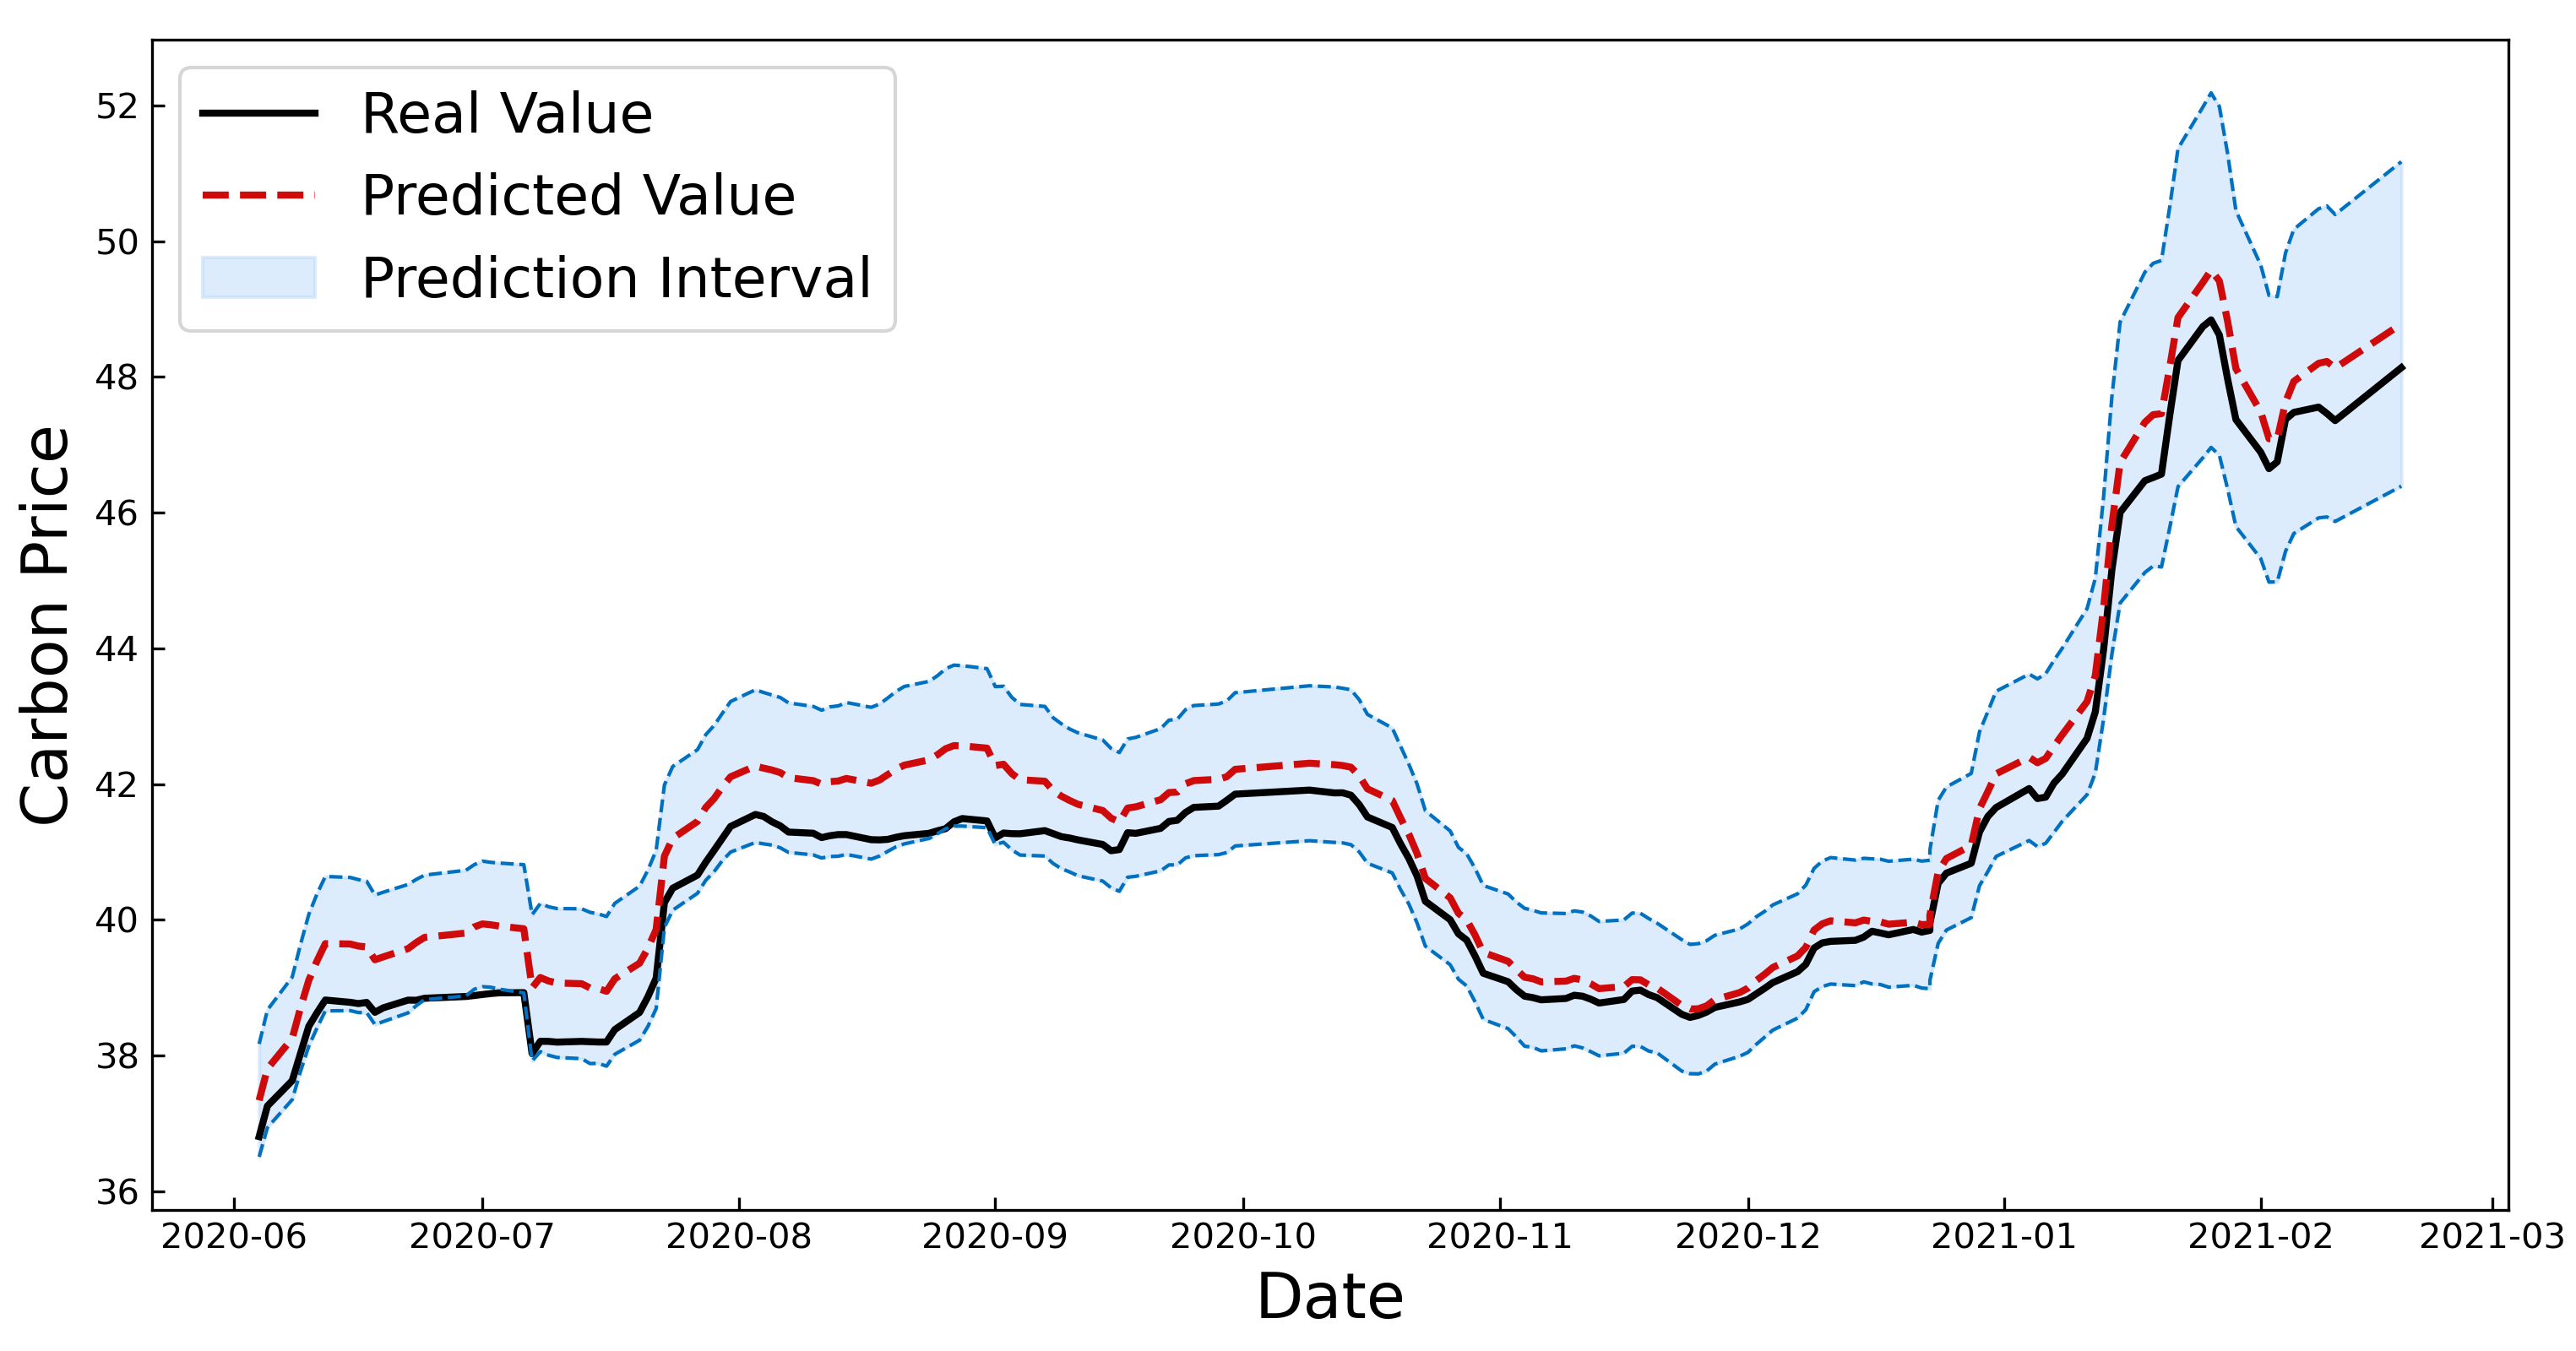 Real Value
Predicted Value
Prediction Interval
Carbon Price
52
50
48
46
44
42
40
38
36
2020-06 2020-07 2020-08 2020-09 2020-10 2020-11 2020-12 2021-01 2021-02 2021-03
Date